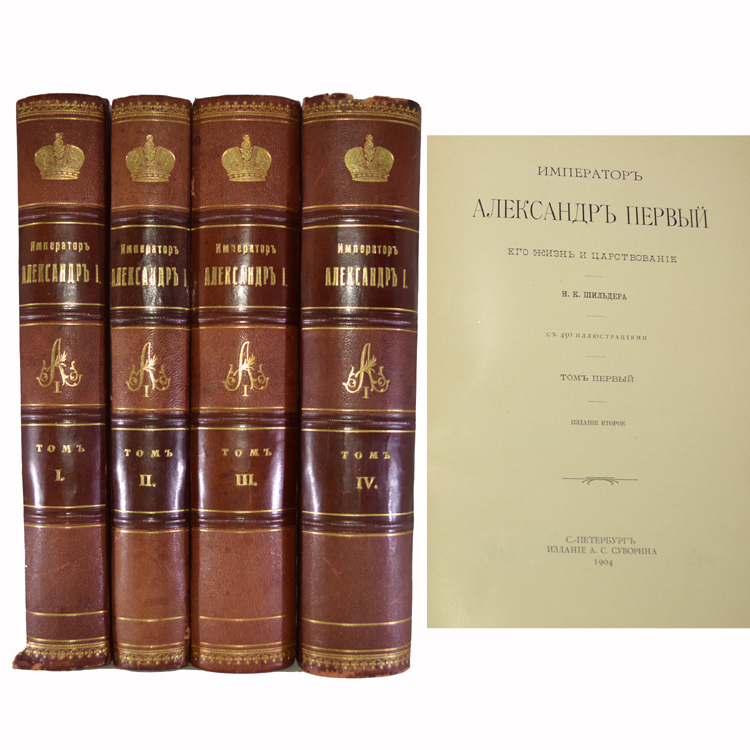 Императоръ
АЛЕКСАНДРЪ I.
А I
ТОМЪ
I.
Императоръ
АЛЕКСАНДРЪ I
А I
ТОМЪ
II.
Императоръ
АЛЕКСАНДРЪ I.
А I
ТОМЪ
III.
Императоръ
АЛЕКСАНДРЪ I.
А I
ТОМЪ
IV.
ИМПЕРАТОРЪ
АЛЕКСАНДРЪ ПЕРВЫЙ
ЕГО ЖИЗНЬ И ЦАРСТВОВАНІЕ
Н. К. ШИЛЬДЕРА
СЪ 450 ИЛЛЮСТРАЦІЯМИ
ТОМЪ ПЕРВЫЙ
ИЗДАНІЕ ВТОРОЕ
С.-ПЕТЕРБУРГЪ
ИЗДАНІЕ А. С. СУВОРИНА
1904